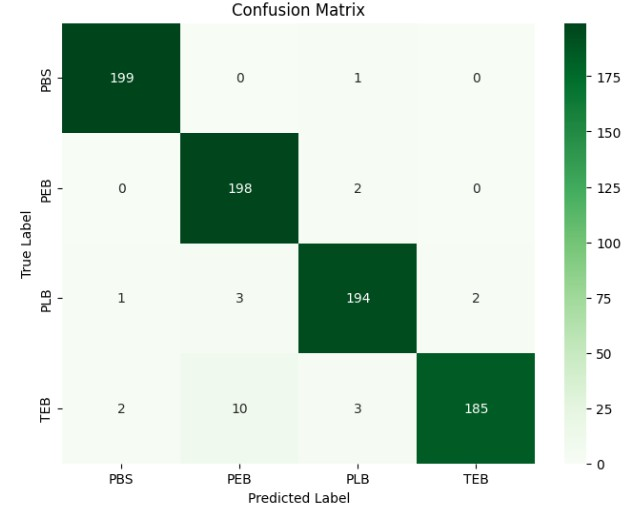 Confusion Matrix
True Label
PBS 199 0 1 0
PEB 0 198 2 0
PLB 1 3 194 2
TEB 2 10 3 185
PBS PEB PLB TEB
Predicted Label
175
150
125
100
75
50
25
0